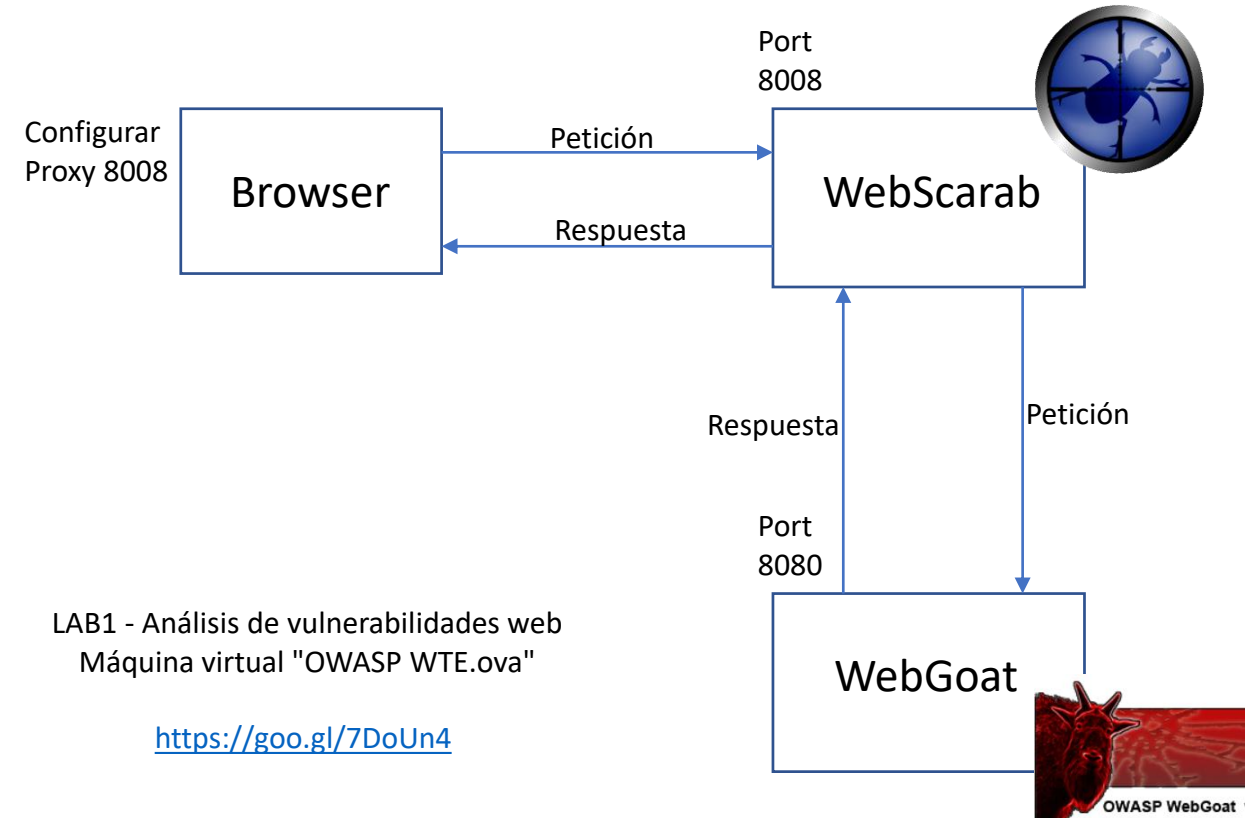 Port
8008
Configurar
Proxy 8008
Browser
Petición
Respuesta
WebScarab
Respuesta
Petición
Port
8080
WebGoat
LAB1 - Análisis de vulnerabilidades web
Máquina virtual "OWASP WTE.ova"
https://goo.gl/7DoUn4
OWASP WebGoat